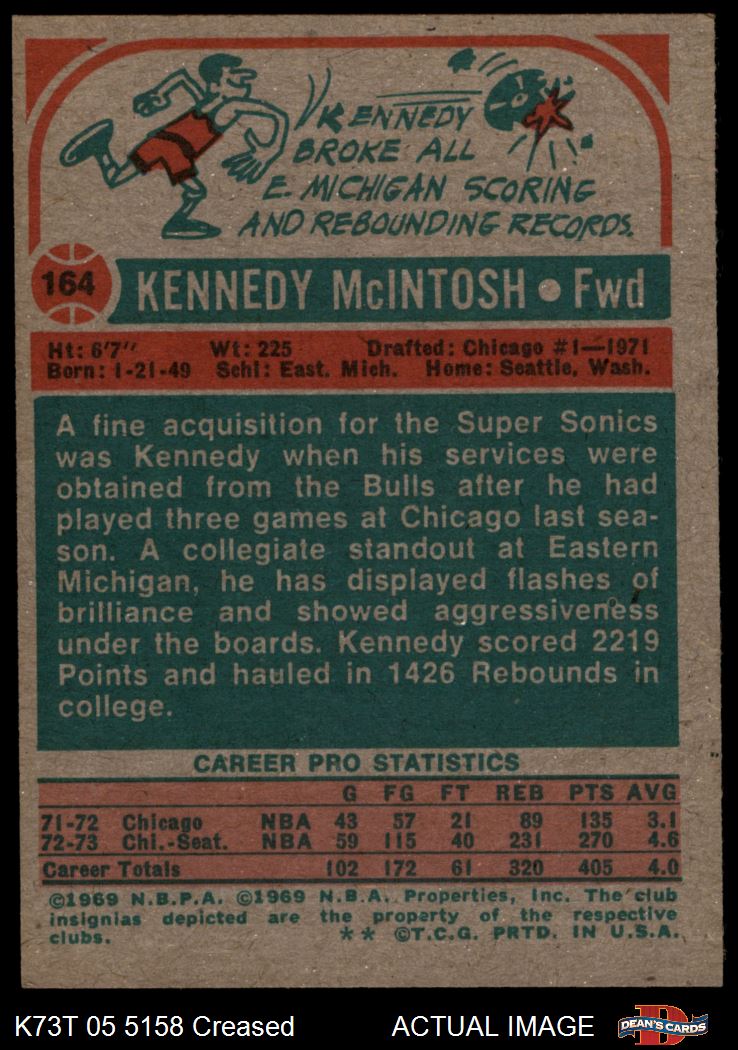 KENNEDY
BROKE ALL
E. MICHIGAN SCORING
AND REBOUNDING RECORDS.
164
KENNEDY McINTOSH • Fwd
Ht: 6'7" Wt: 225 Drafted: Chicago #1—1971
Born: 1-21-49 Schl: East. Mich. Home: Seattle, Wash.
A fine acquisition for the Super Sonics
was Kennedy when his services were
obtained from the Bulls after he had
played three games at Chicago last sea-
son. A collegiate standout at Eastern
Michigan, he has displayed flashes of
brilliance and showed aggressiveness
under the boards. Kennedy scored 2219
Points and hauled in 1426 Rebounds in
college.
CAREER PRO STATISTICS
G FG FT REB PTS AVG
71-72 Chicago NBA 43 57 21 89 135 3.1
72-73 Chi.-Seat. NBA 59 115 40 231 270 4.6
Career Totals 102 172 61 320 405 4.0
©1969 N.B.P.A. ©1969 N.B.A. Properties, Inc. The club
insignias depicted are the property of the respective
clubs. ** ©T.C.G. PRTD. IN U.S.A.
K73T 05 5158 Creased ACTUAL IMAGE
D
DEAN'S CARDS